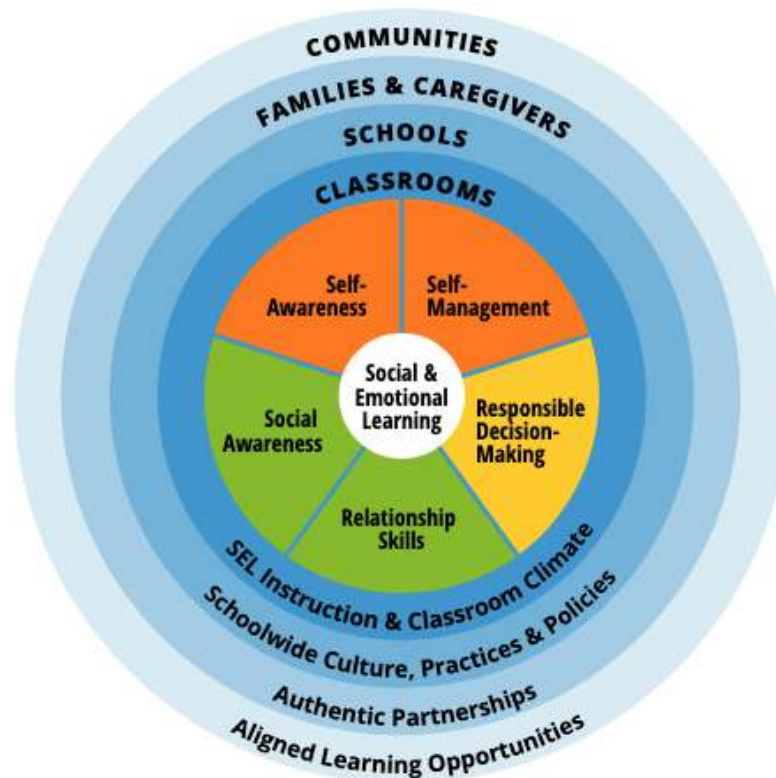 COMMUNITIES
FAMILIES & CAREGIVERS
SCHOOLS
CLASSROOMS
Self-
Awareness
Self-
Management
Social &
Emotional
Learning
Social
Awareness
Responsible
Decision-
Making
Relationship
Skills
SEL Instruction & Classroom Climate
Schoolwide Culture, Practices & Policies
Authentic Partnerships
Aligned Learning Opportunities